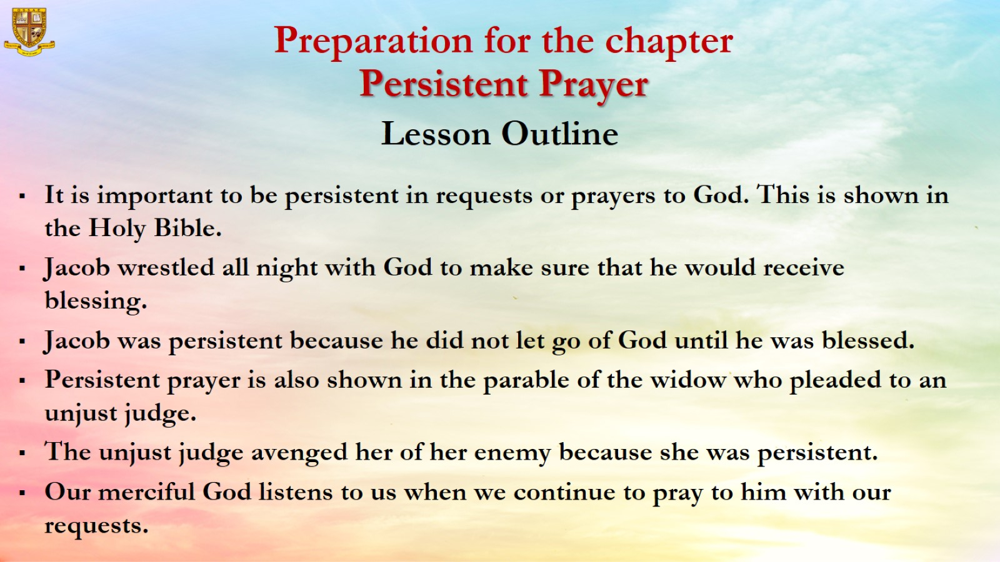 Preparation for the chapter
Persistent Prayer
Lesson Outline
▪ It is important to be persistent in requests or prayers to God. This is shown in
the Holy Bible.
▪ Jacob wrestled all night with God to make sure that he would receive
blessing.
▪ Jacob was persistent because he did not let go of God until he was blessed.
▪ Persistent prayer is also shown in the parable of the widow who pleaded to an
unjust judge.
▪ The unjust judge avenged her of her enemy because she was persistent.
▪ Our merciful God listens to us when we continue to pray to him with our
requests.